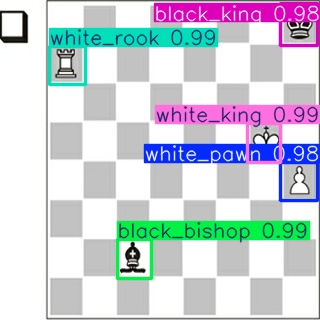 black_king 0.98
white_rook 0.99
white_king 0.99
white_pawn 0.98
black_bishop 0.99